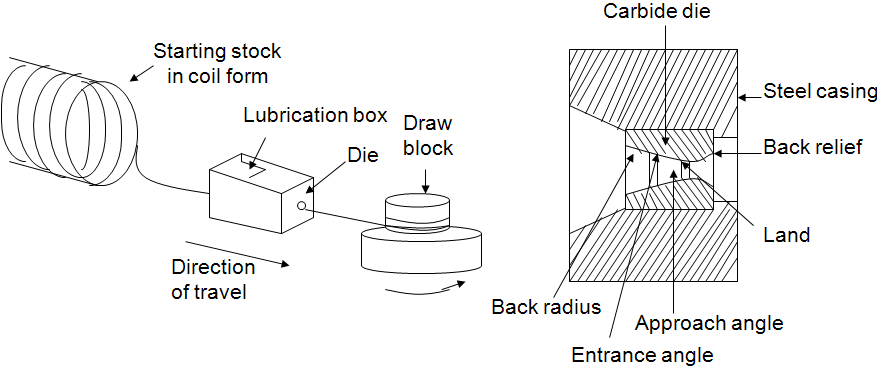 Starting stock
in coil form
Lubrication box
Die
Draw
block
Direction
of travel
Carbide die
Steel casing
Back relief
Land
Back radius
Approach angle
Entrance angle